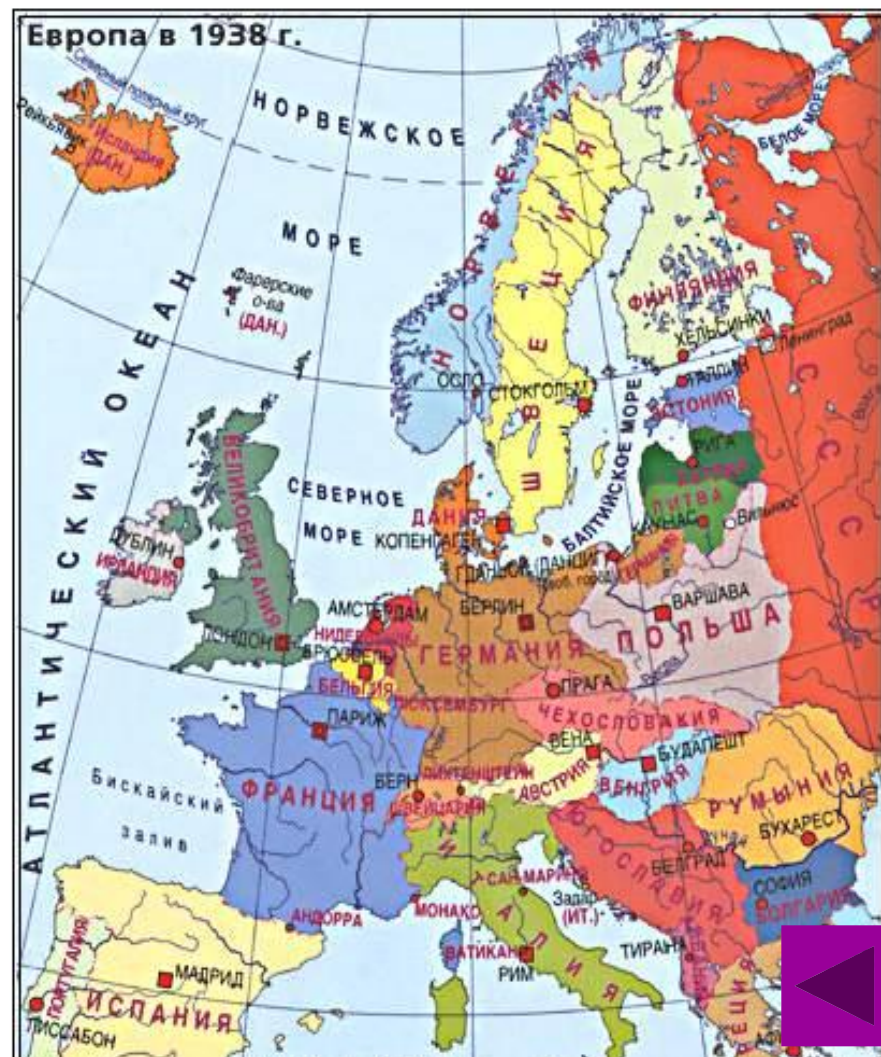 Европа в 1938 г.
Северный полярный круг
НОРВЕЖСКОЕ
МОРЕ
Рейкьявик
Исландия
(ДАН.)
БЕЛОЕ МОРЕ
Фарерские
о-ва
(ДАН.)
АТЛАНТИЧЕСКИЙ ОКЕАН
НОРВЕГИЯ
ШВЕЦИЯ
ФИНЛЯНДИЯ
ХЕЛЬСИНКИ
Ленинград
ОСЛО
СТОКГОЛЬМ
ТАЛЛИН
ЭСТОНИЯ
С С С Р
БАЛТИЙСКОЕ МОРЕ
РИГА
ЛАТВИЯ
ЛИТВА
КАУНАС
Вильнюс
ВЕЛИКОБРИТАНИЯ
СЕВЕРНОЕ
МОРЕ
ДАНИЯ
КОПЕНГАГЕН
ДУБЛИН
ИРЛАНДИЯ
ЛОНДОН
ГДАНЬСК (ДАНЦИГ)
(своб. город)
ГЕРМАНИЯ
АМСТЕРДАМ
НИДЕРЛАНДЫ
БЕРЛИН
ВАРШАВА
ПОЛЬША
БРЮССЕЛЬ
БЕЛЬГИЯ
ГЕРМАНИЯ
ЛЮКСЕМБУРГ
ПРАГА
ЧЕХОСЛОВАКИЯ
ПАРИЖ
ФРАНЦИЯ
ВЕНА
АВСТРИЯ
БУДАПЕШТ
ВЕНГРИЯ
БЕРН
ЛИХТЕНШТЕЙН
ШВЕЙЦАРИЯ
РУМЫНИЯ
БУХАРЕСТ
Бискайский
залив
ИТАЛИЯ
САН-МАРИНО
ЮГОСЛАВИЯ
БЕЛГРАД
СОФИЯ
БОЛГАРИЯ
Задар
(ИТ.)
АНДОРРА
МОНАКО
ВАТИКАН
РИМ
ТИРАНА
АЛБАНИЯ
ПОРТУГАЛИЯ
МАДРИД
ИСПАНИЯ
ЛИССАБОН